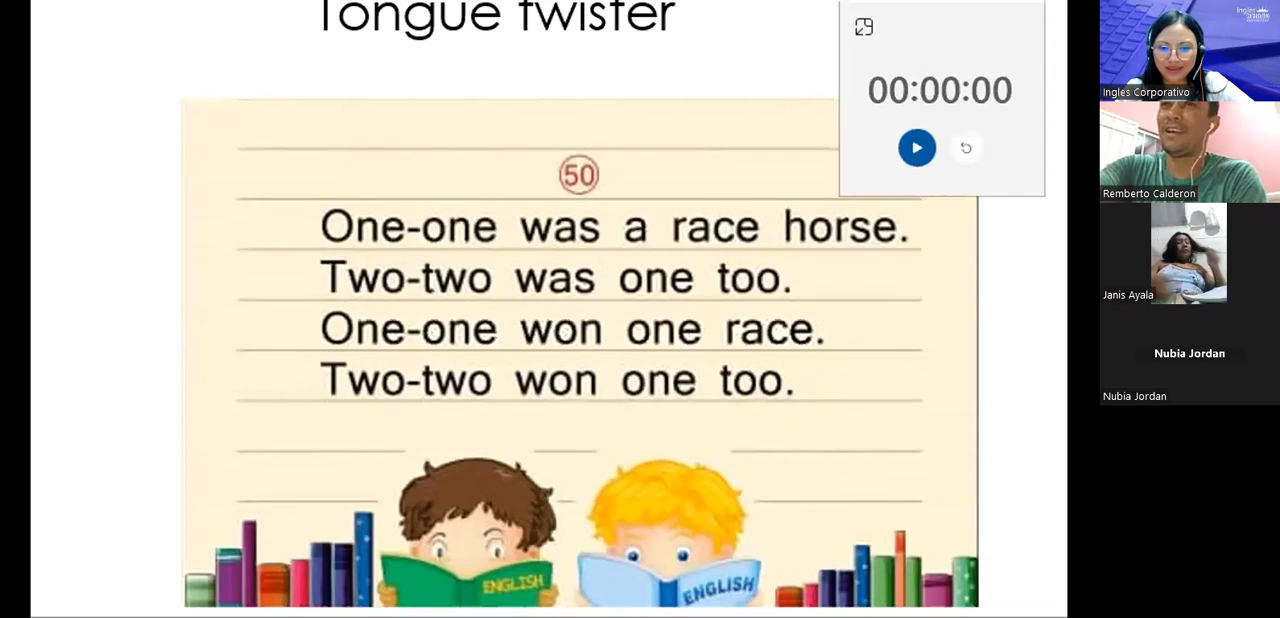 Tongue twister
00:00:00
50
One-one was a race horse.
Two-two was one too.
One-one won one race.
Two-two won one too.
ENGLISH
ENGLISH
Ingles Corporativo
Remberto Calderon
Janis Ayala
Nubia Jordan
Nubia Jordan